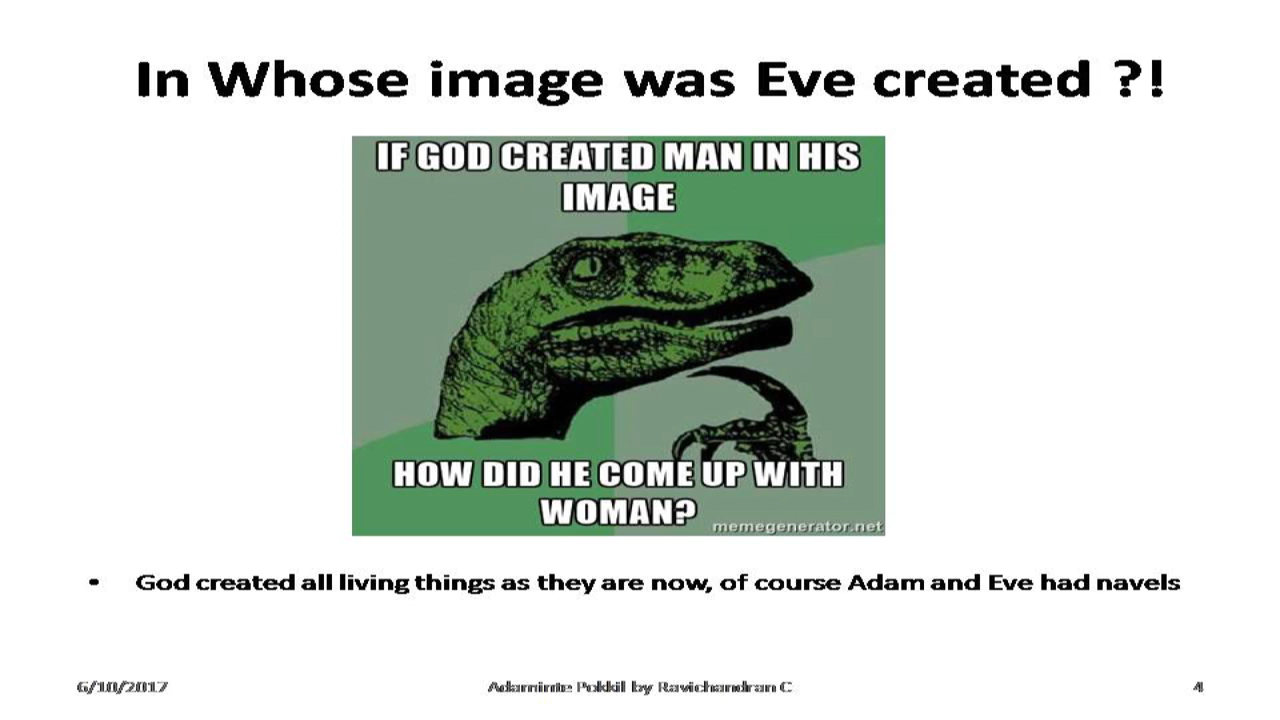 In Whose image was Eve created ?!
IF GOD CREATED MAN IN HIS
IMAGE
HOW DID HE COME UP WITH
WOMAN?
memegenerator.net
• God created all living things as they are now, of course Adam and Eve had navels
6/10/2017
Adaminte Pokkil by Ravichandran C
4